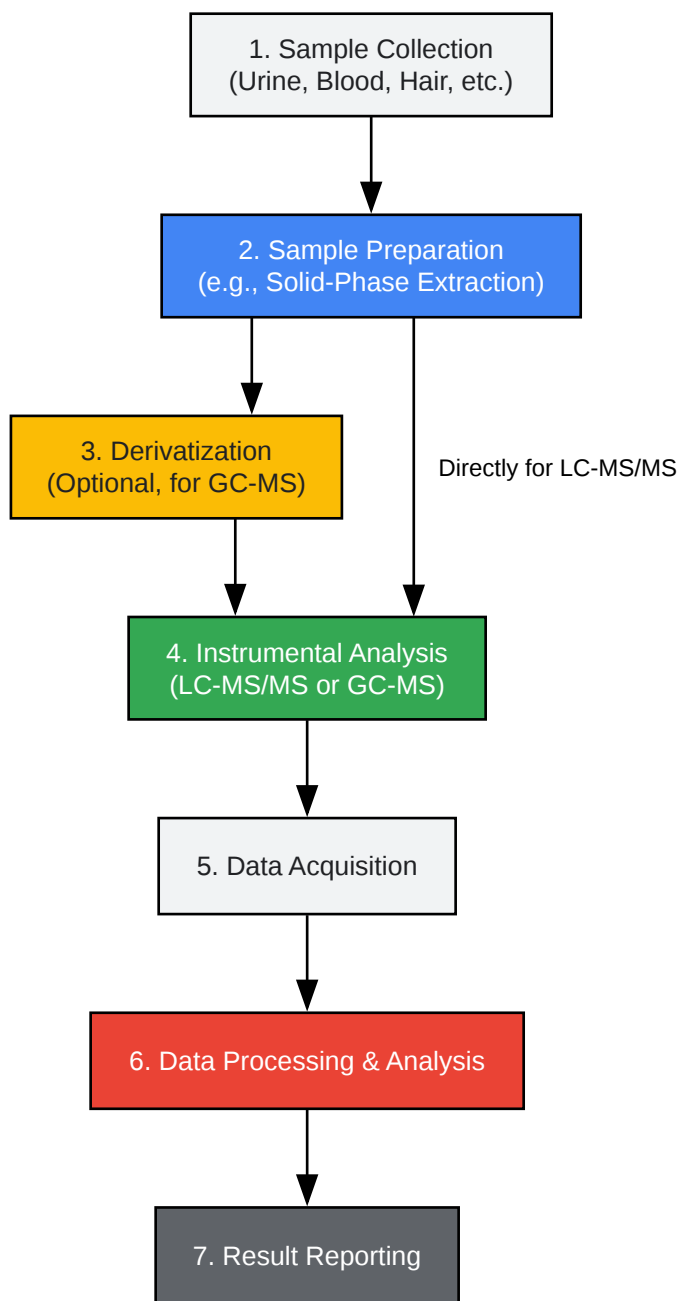 1. Sample Collection
(Urine, Blood, Hair, etc.)
2. Sample Preparation
(e.g., Solid-Phase Extraction)
3. Derivatization
(Optional, for GC-MS)
Directly for LC-MS/MS
4. Instrumental Analysis
(LC-MS/MS or GC-MS)
5. Data Acquisition
6. Data Processing & Analysis
7. Result Reporting